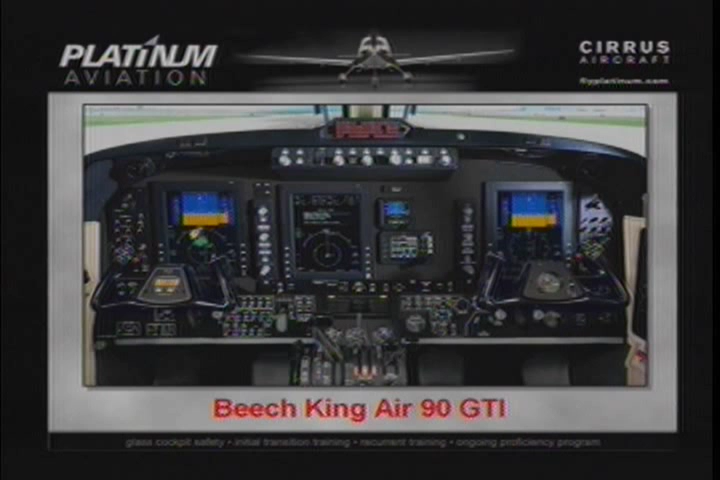 PLATINUM
AVIATION
CIRRUS
AIRCRAFT
flyplatinum.com
Beech King Air 90 GTI
glass cockpit safety • initial transition training • recurrent training • ongoing proficiency program